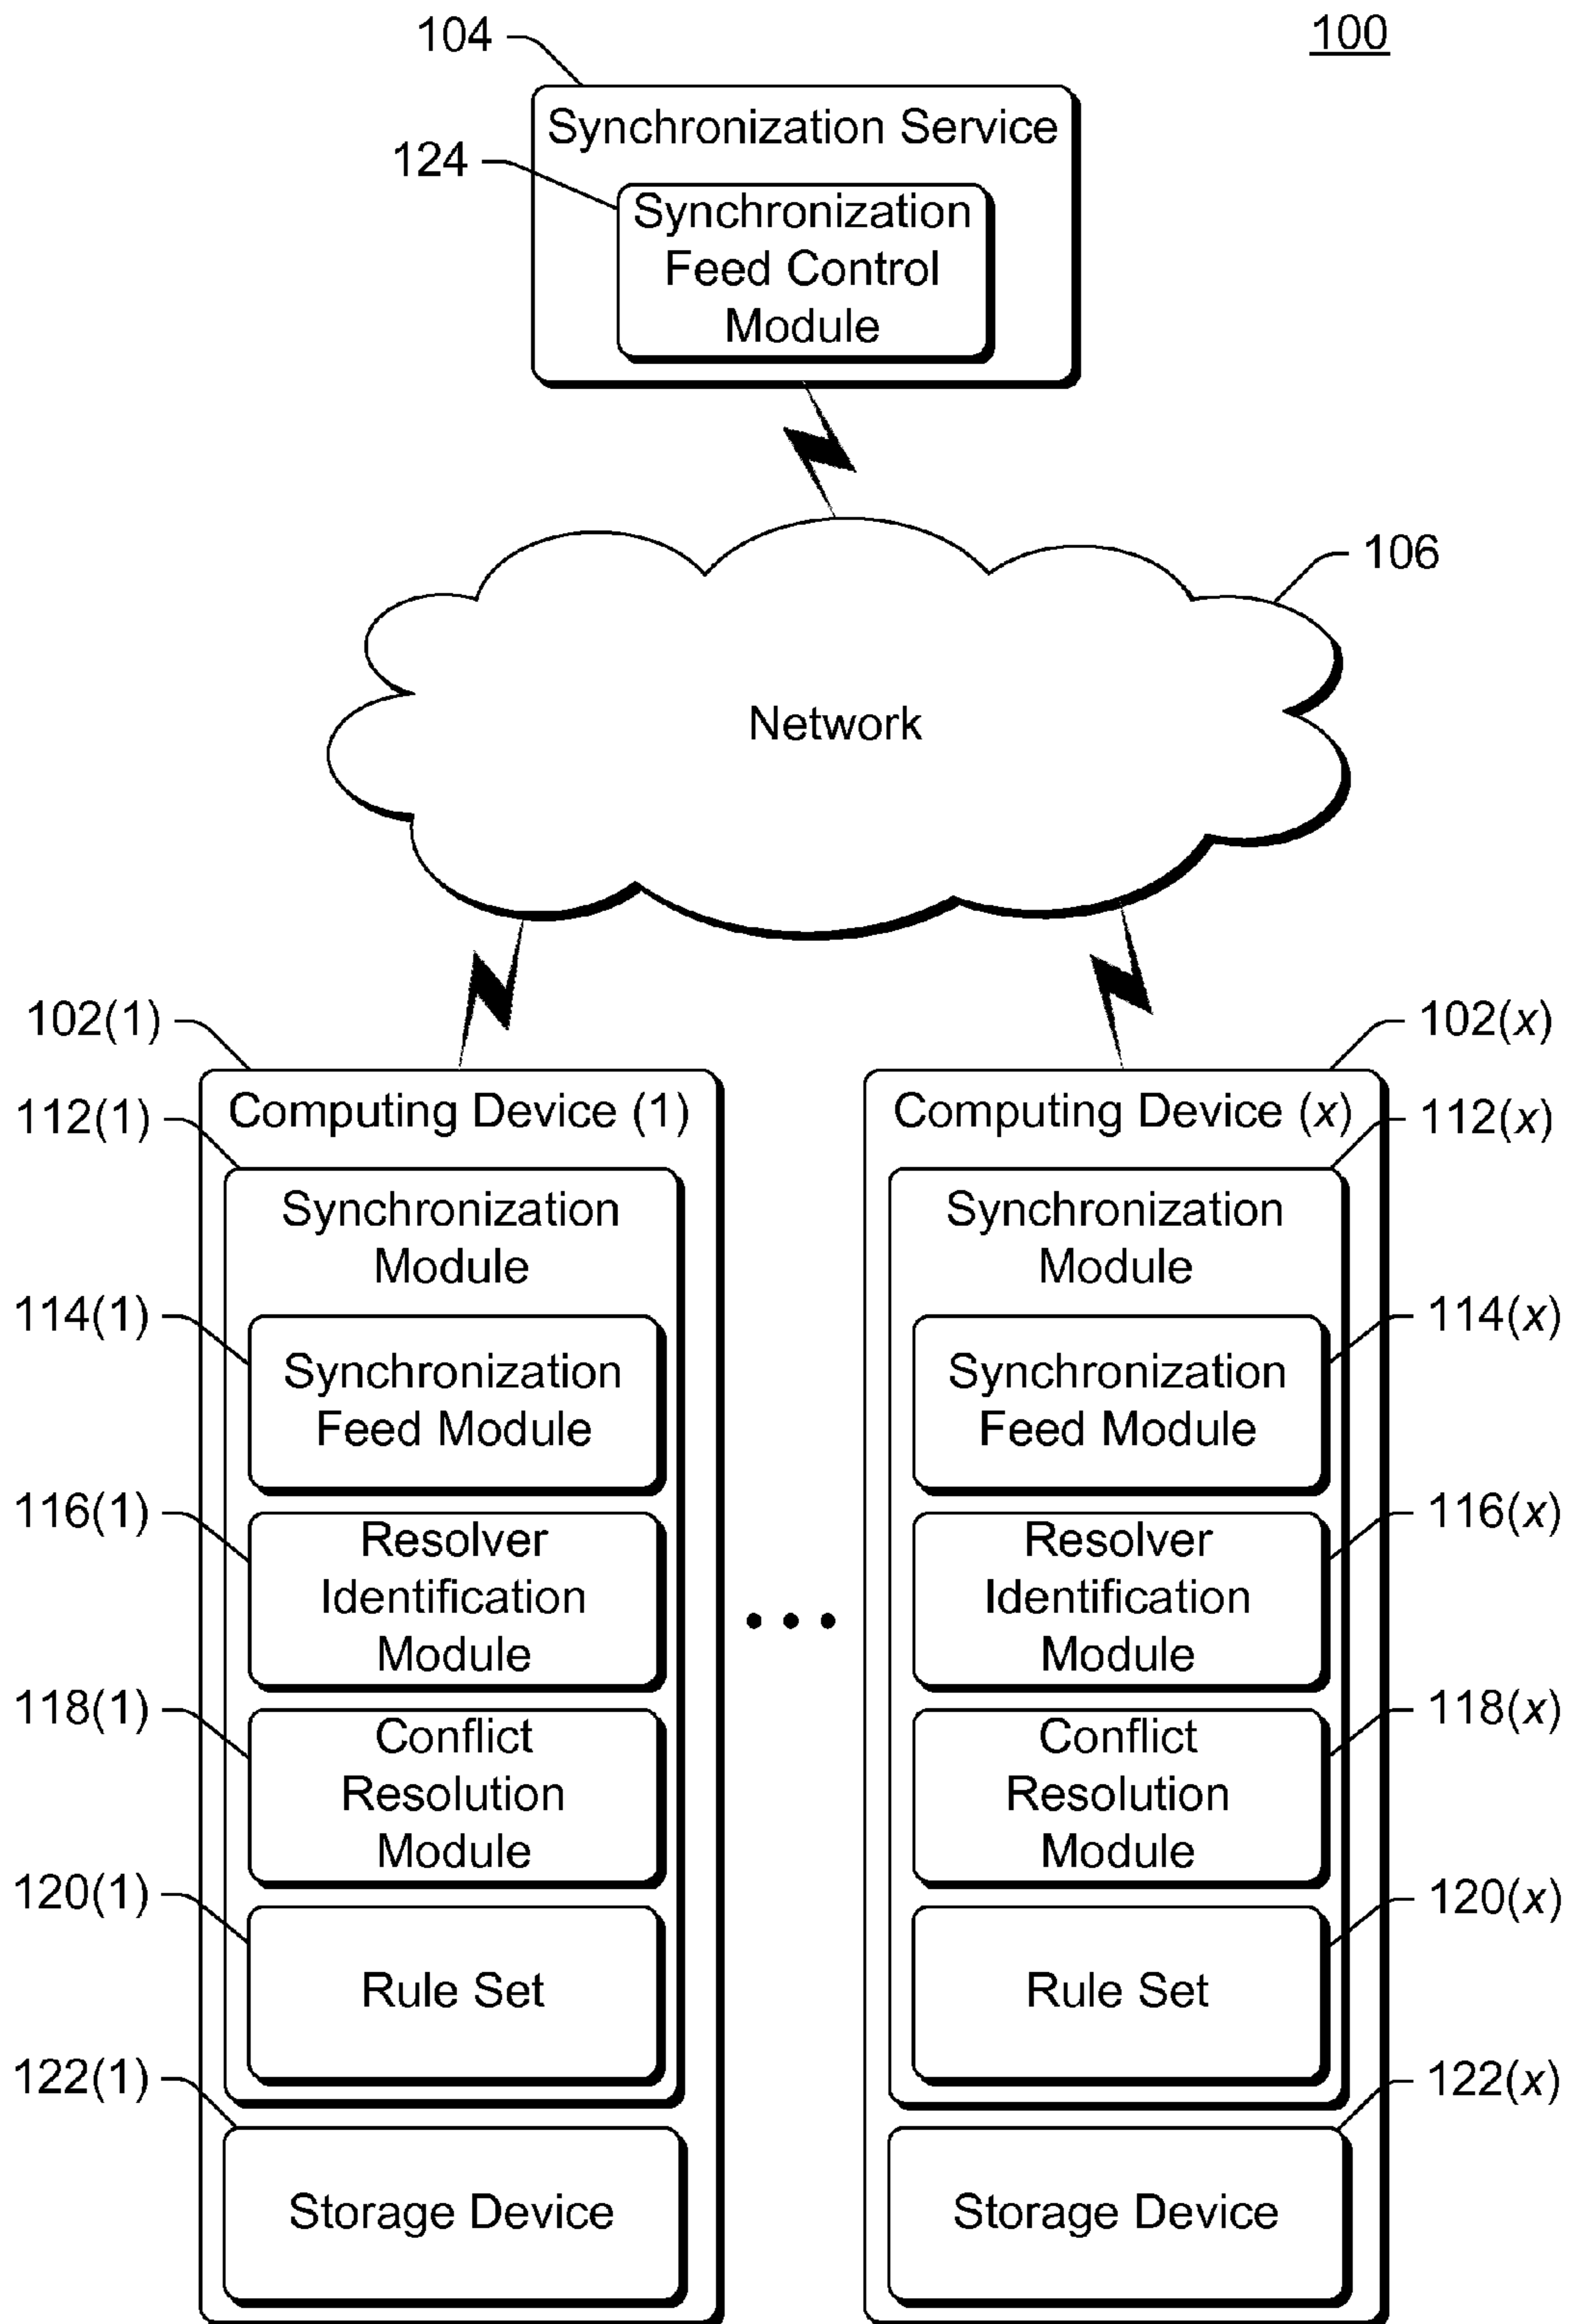 104
100
Synchronization Service
124
Synchronization
Feed Control
Module
106
Network
102(1)
102(x)
Computing Device (1)
Computing Device (x)
112(1)
112(x)
Synchronization
Module
Synchronization
Module
114(1)
114(x)
Synchronization
Feed Module
Synchronization
Feed Module
116(1)
116(x)
Resolver
Identification
Module
Resolver
Identification
Module
118(1)
118(x)
Conflict
Resolution
Module
Conflict
Resolution
Module
120(1)
120(x)
Rule Set
Rule Set
122(1)
122(x)
Storage Device
Storage Device